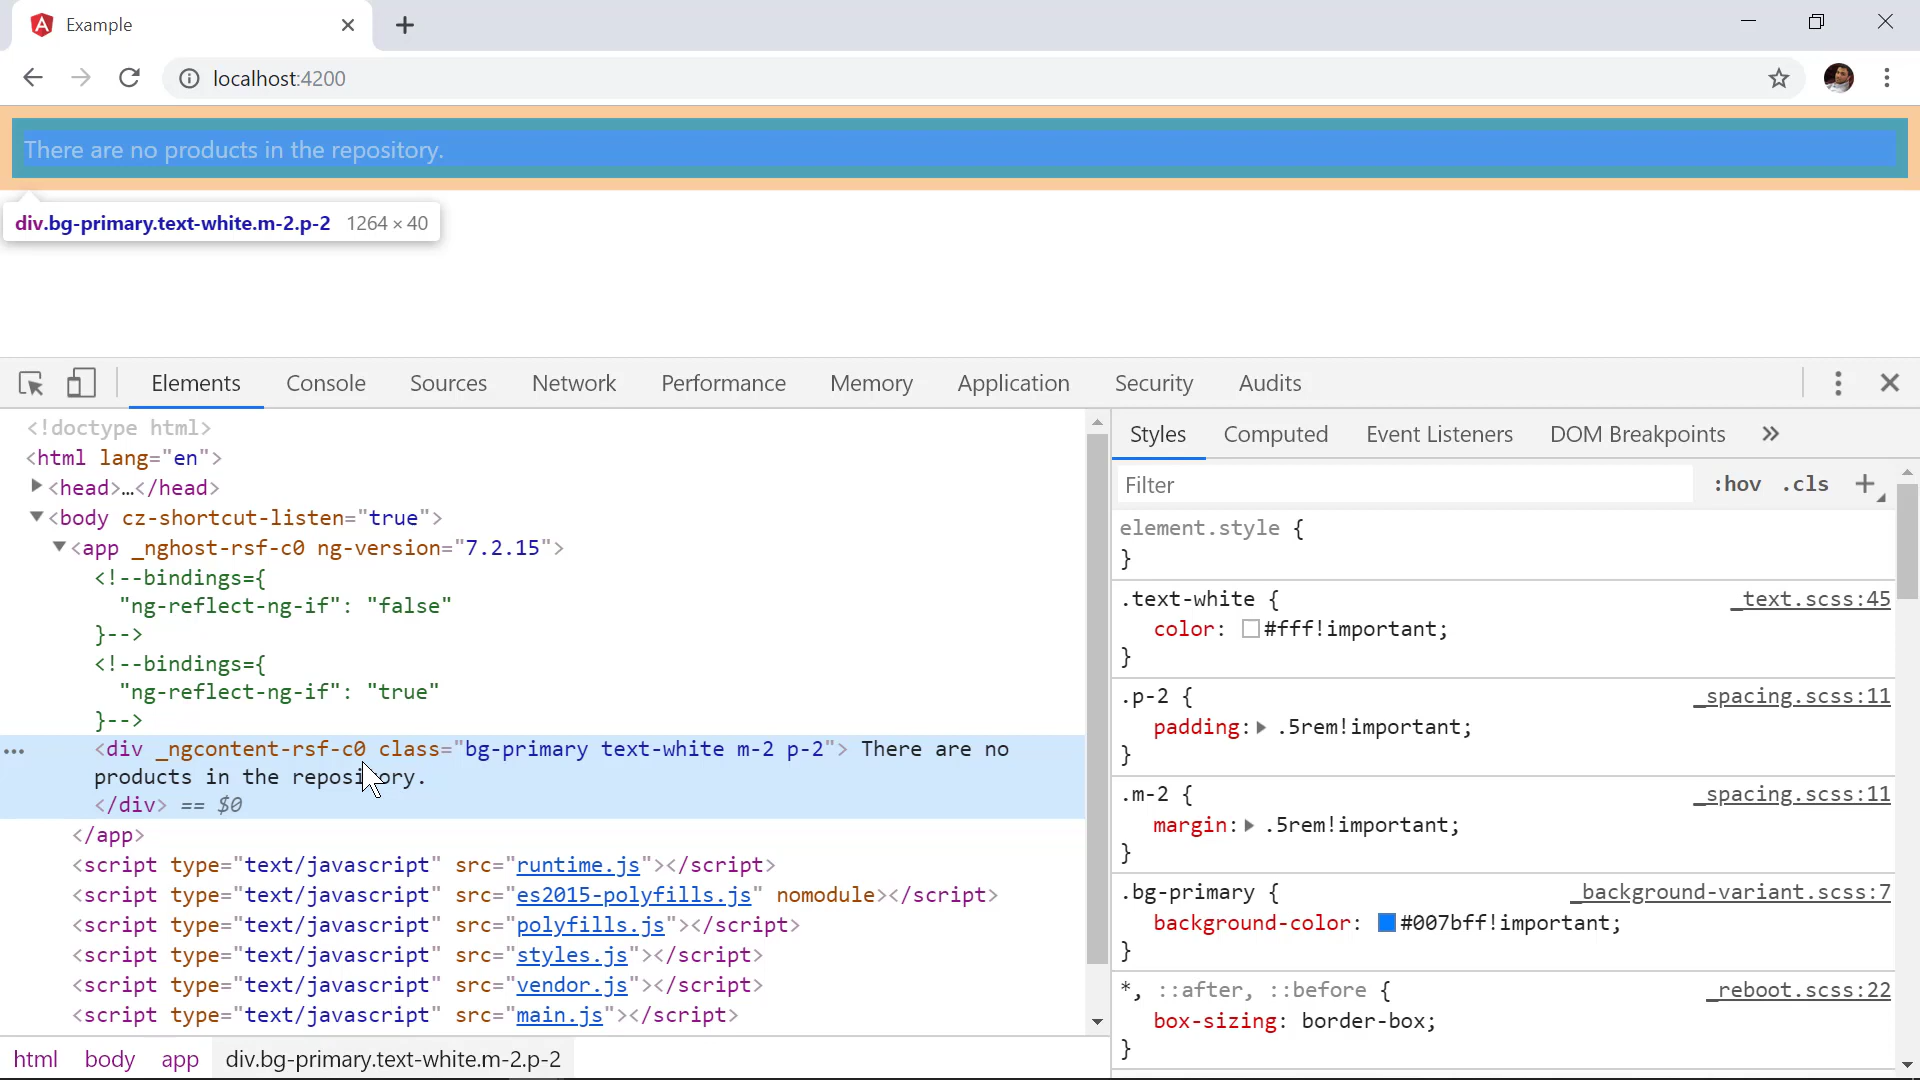 Example
localhost:4200
There are no products in the repository.
div.bg-primary.text-white.m-2.p-2 1264 × 40
Elements Console Sources Network Performance Memory Application Security Audits
<!doctype html>
<html lang="en">
<head>…</head>
<body cz-shortcut-listen="true">
<app _nghost-rsf-c0 ng-version="7.2.15">
<!--bindings={
"ng-reflect-ng-if": "false"
}-->
<!--bindings={
"ng-reflect-ng-if": "true"
}-->
<div _ngcontent-rsf-c0 class="bg-primary text-white m-2 p-2"> There are no
products in the repository.
</div> == $0
</app>
<script type="text/javascript" src="runtime.js"></script>
<script type="text/javascript" src="es2015-polyfills.js" nomodule></script>
<script type="text/javascript" src="polyfills.js"></script>
<script type="text/javascript" src="styles.js"></script>
<script type="text/javascript" src="vendor.js"></script>
<script type="text/javascript" src="main.js"></script>
html body app div.bg-primary.text-white.m-2.p-2
Styles Computed Event Listeners DOM Breakpoints »
Filter :hov .cls +
element.style {
}
.text-white { _text.scss:45
color: #fff!important;
}
.p-2 { _spacing.scss:11
padding: .5rem!important;
}
.m-2 { _spacing.scss:11
margin: .5rem!important;
}
.bg-primary { _background-variant.scss:7
background-color: #007bff!important;
}
*, ::after, ::before { _reboot.scss:22
box-sizing: border-box;
}